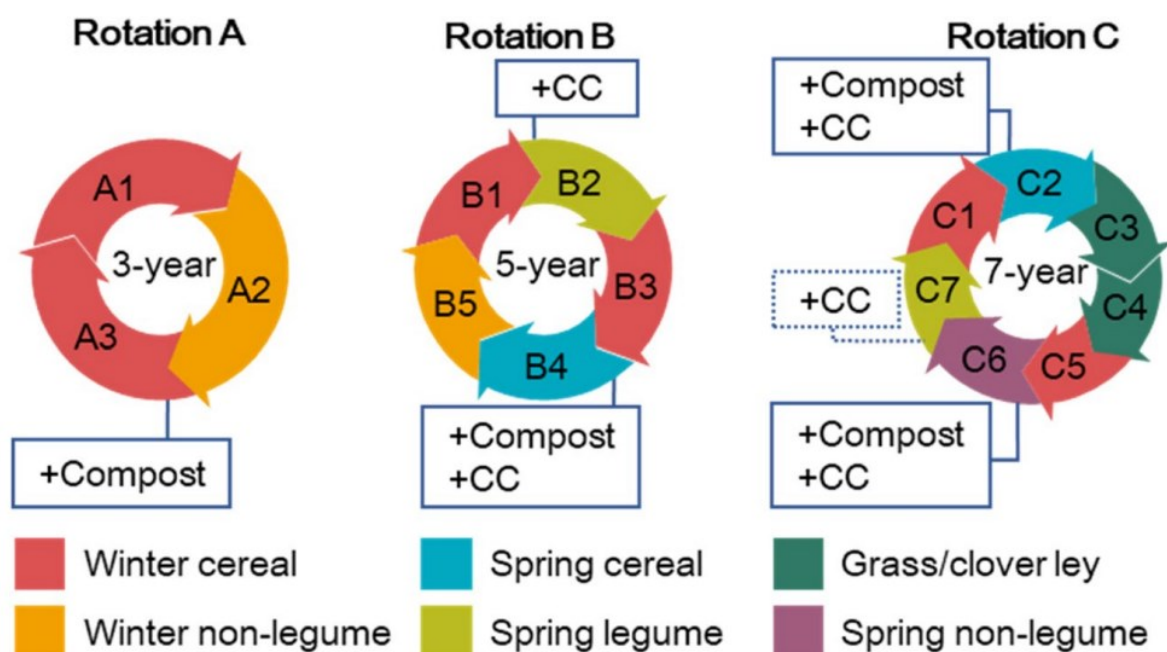 Rotation A
A1
A2
A3
3-year
+Compost
Rotation B
+CC
B1
B2
B3
B4
B5
5-year
+Compost
+CC
Rotation C
+Compost
+CC
C1
C2
C3
C4
C5
C6
C7
7-year
+CC
+Compost
+CC
Winter cereal
Winter non-legume
Spring cereal
Spring legume
Grass/clover ley
Spring non-legume